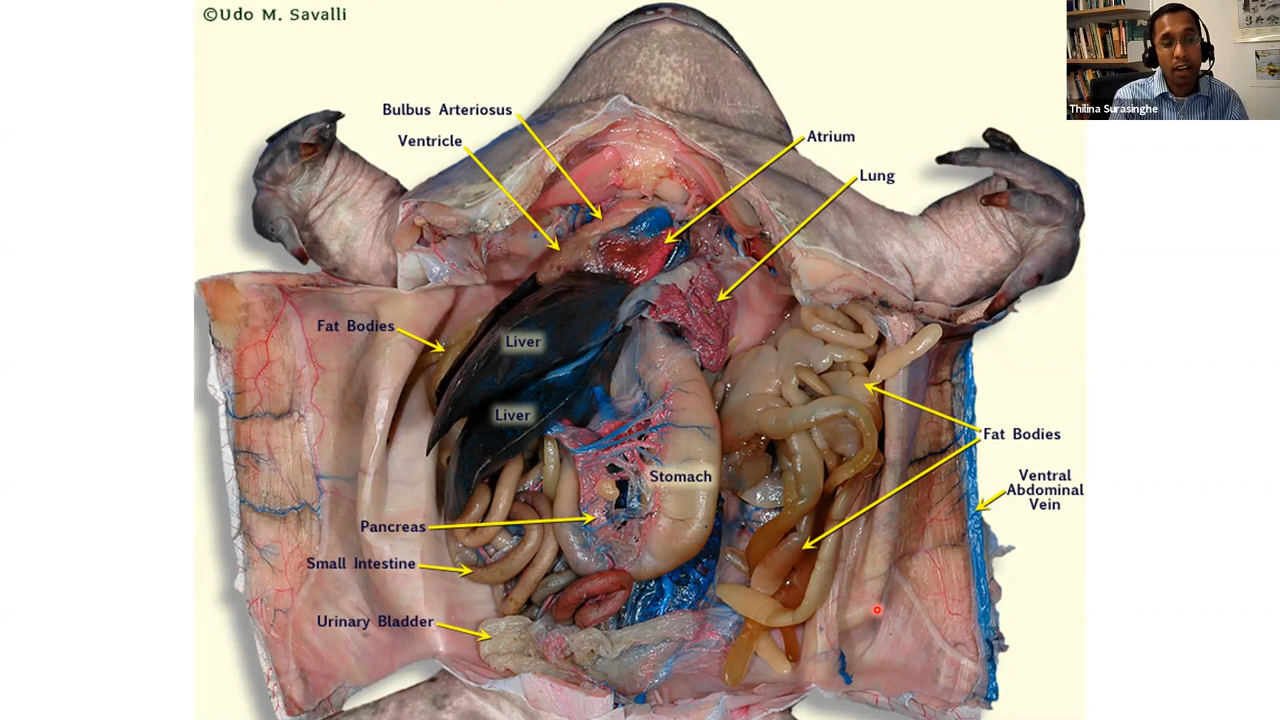 ©Udo M. Savalli
Thilina Surasinghe
Bulbus Arteriosus
Ventricle
Atrium
Lung
Fat Bodies
Liver
Liver
Fat Bodies
Stomach
Ventral
Abdominal
Vein
Pancreas
Small Intestine
Urinary Bladder